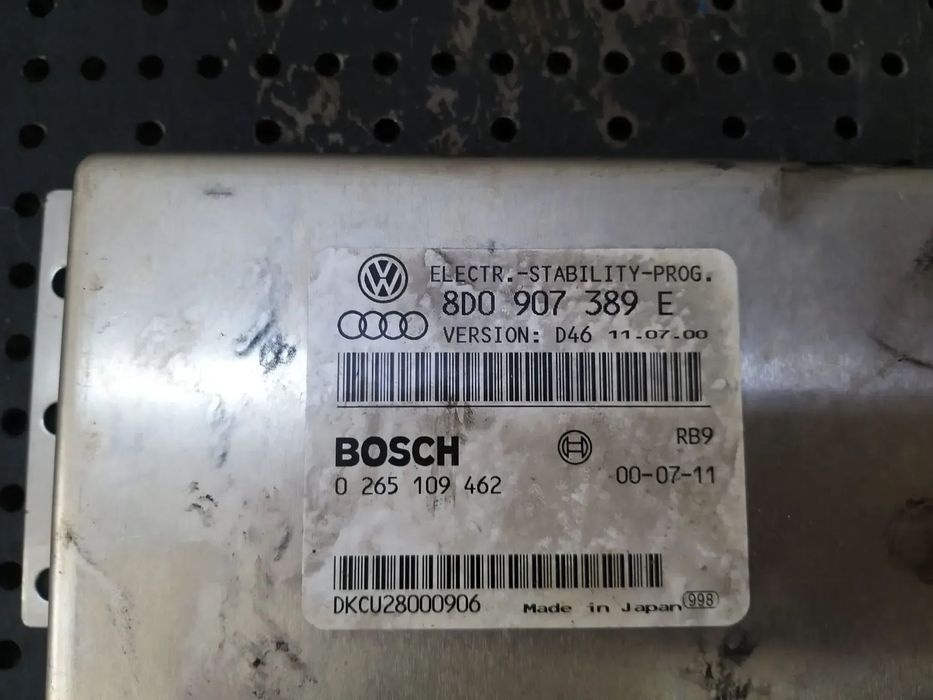 ELECTR.-STABILITY-PROG.
8D0 907 389 E
VERSION: D46 11.07.00
BOSCH
RB9
0 265 109 462
00-07-11
DKCU28000906
Made in Japan 998